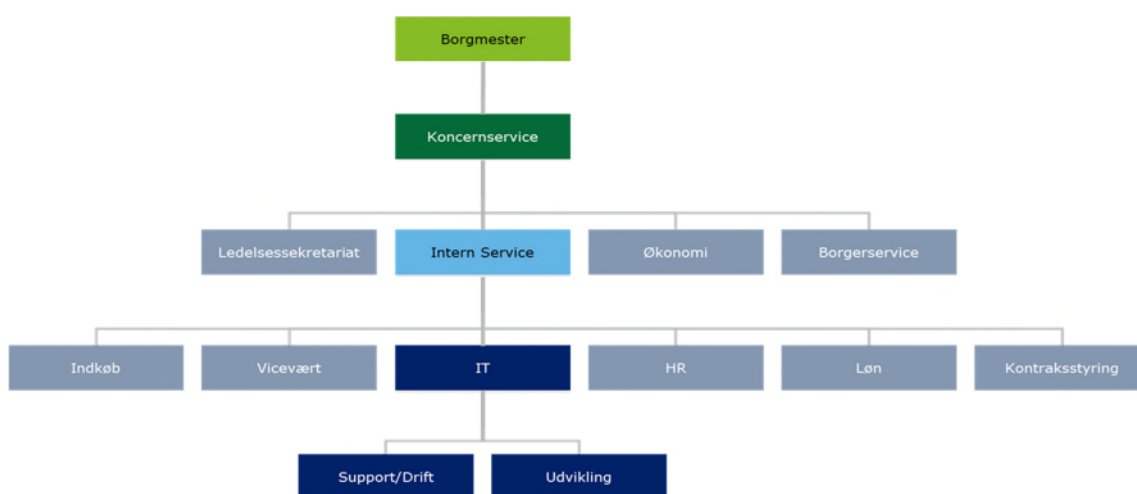 Borgmester
Koncernservice
Ledelsessekretariat
Intern Service
Økonomi
Borgerservice
Indkøb
Vicevært
IT
HR
Løn
Kontraksstyring
Support/Drift
Udvikling